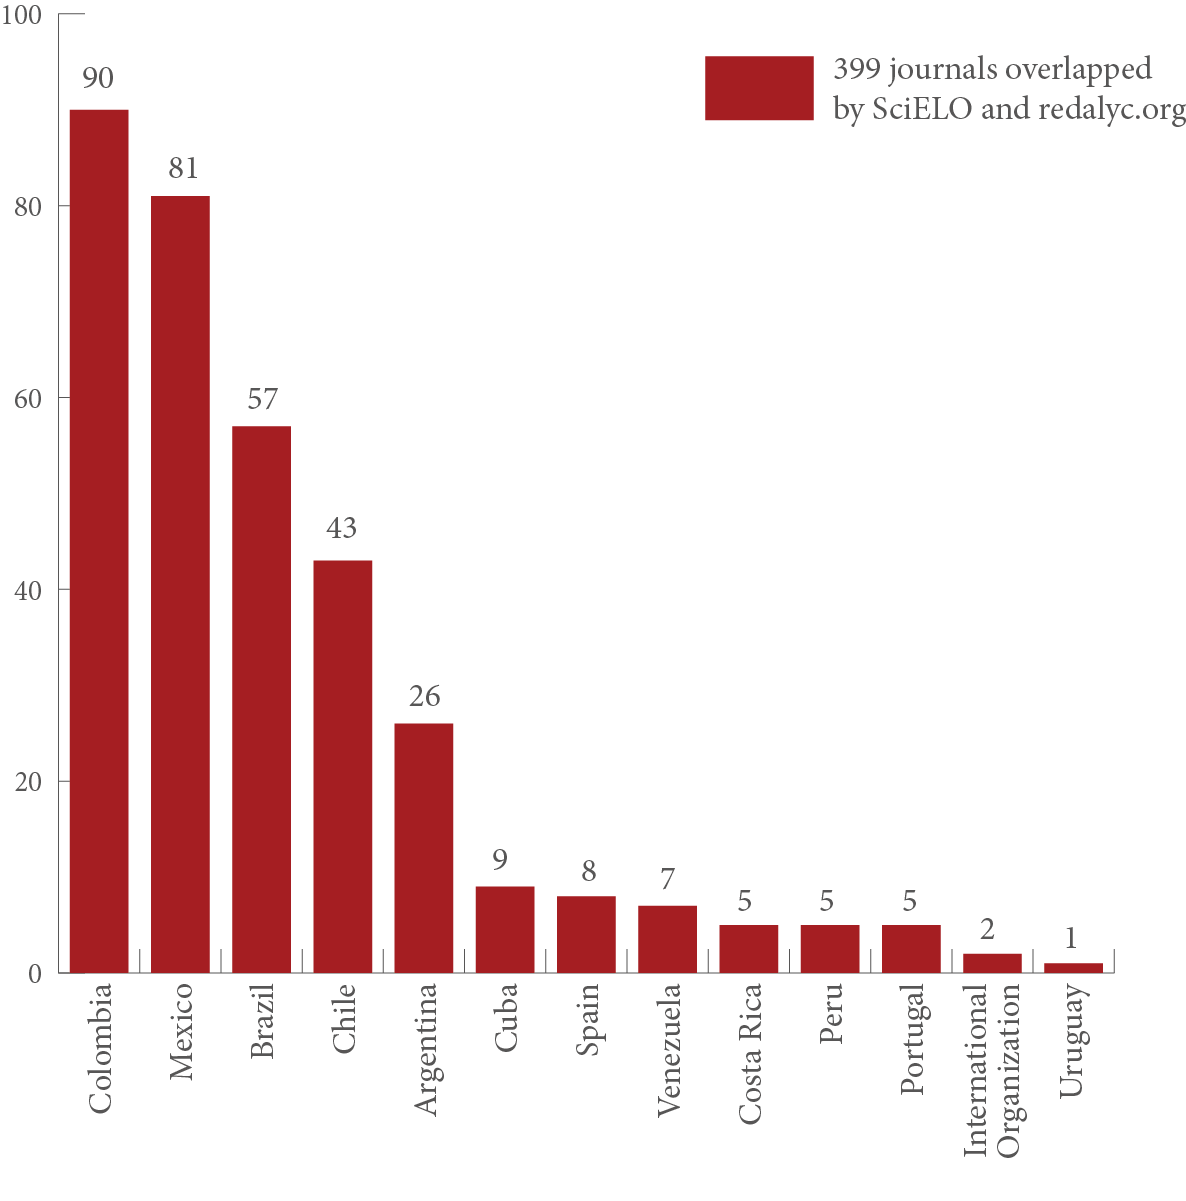 100
80
60
40
20
0
399 journals overlapped
by SciELO and redalyc.org
90
81
57
43
26
9
8
7
5
5
5
2
1
Colombia
Mexico
Brazil
Chile
Argentina
Cuba
Spain
Venezuela
Costa Rica
Peru
Portugal
International
Organization
Uruguay